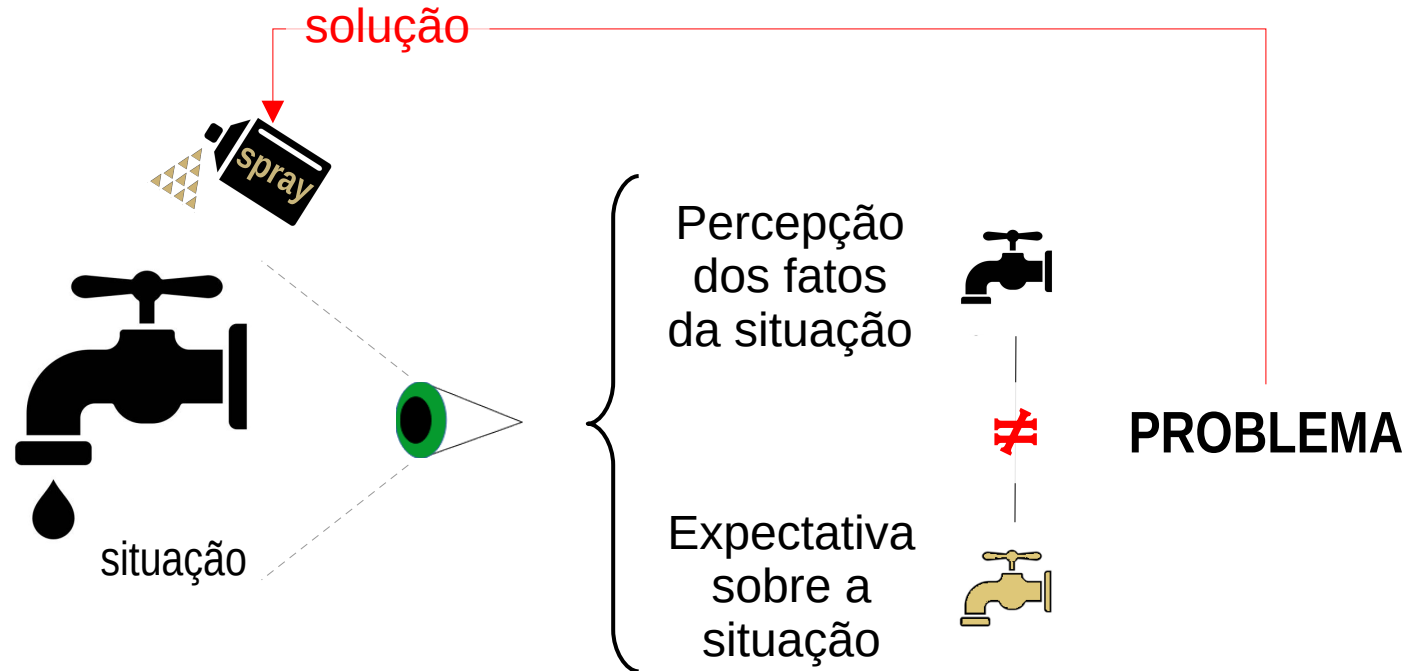 solução
spray
Percepção
dos fatos
da situação
≠
PROBLEMA
situação
Expectativa
sobre a
situação